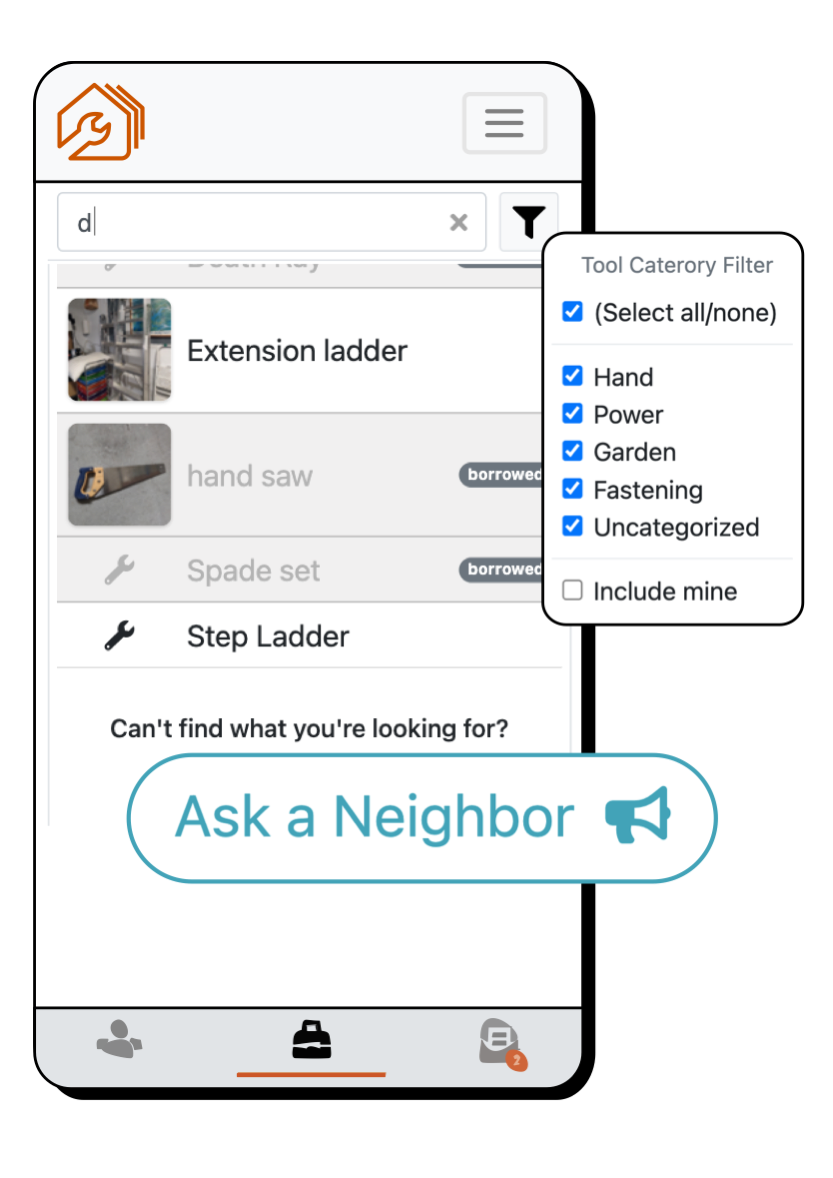 d
Tool Caterory Filter
(Select all/none)
Extension ladder
Hand
Power
Garden
hand saw
borrowed
Fastening
Uncategorized
Spade set
borrowed
Include mine
Step Ladder
Can't find what you're looking for?
Ask a Neighbor
2